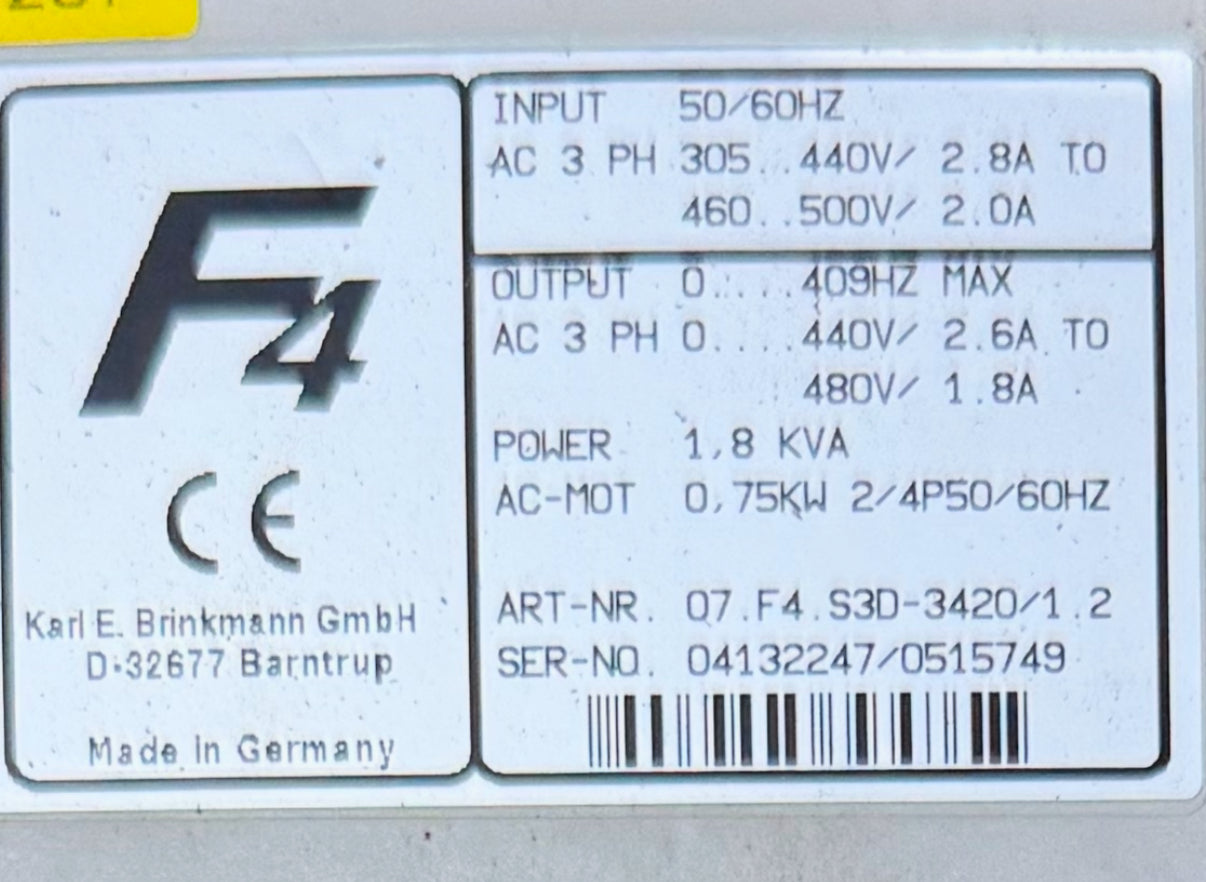 F4
CE
Karl E. Brinkmann GmbH
D-32677 Barntrup
Made in Germany
INPUT 50/60HZ
AC 3 PH 305...440V/ 2.8A TO
460...500V/ 2.0A
OUTPUT 0.....409HZ MAX
AC 3 PH 0.....440V/ 2.6A TO
480V/ 1.8A
POWER 1,8 KVA
AC-MOT 0,75KW 2/4P50/60HZ
ART-NR. 07.F4.S3D-3420/1.2
SER-NO. 04132247/0515749